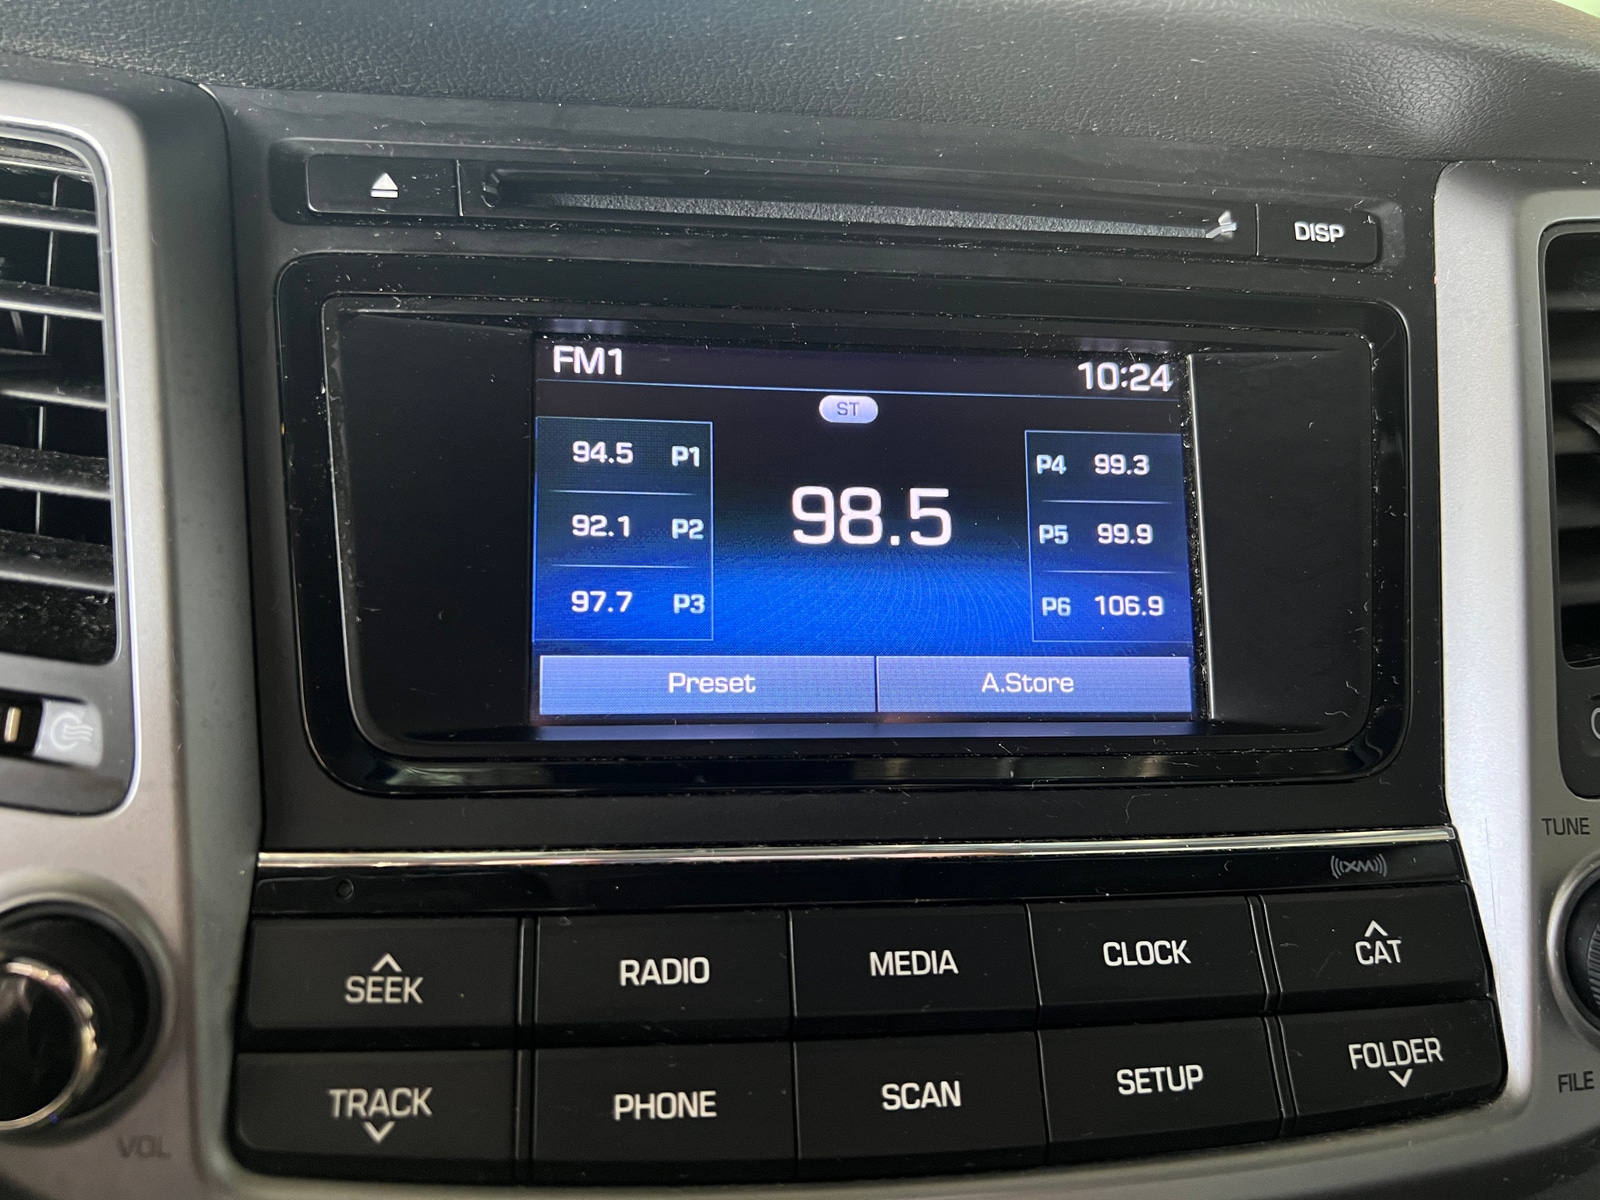 DISP
FM1 10:24
ST
94.5 P1
92.1 P2
97.7 P3
98.5
P4 99.3
P5 99.9
P6 106.9
Preset A.Store
TUNE
((XM))
SEEK RADIO MEDIA CLOCK CAT
TRACK PHONE SCAN SETUP FOLDER
FILE
VOL